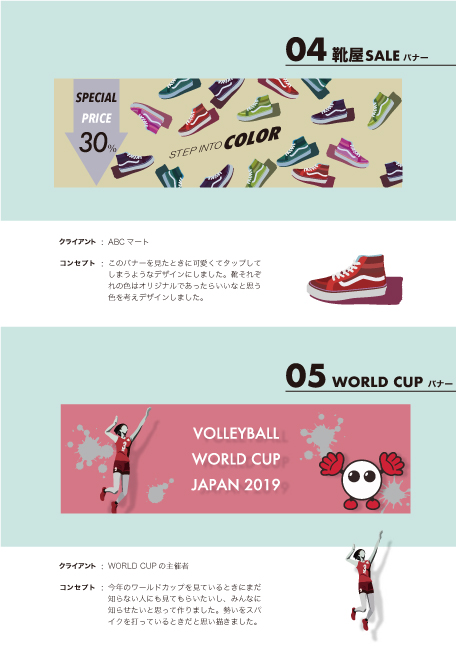 04 靴屋SALE バナー
SPECIAL
PRICE
30%
STEP INTO COLOR
クライアント : ABCマート
コンセプト : このバナーを見たときに可愛くてタップして
しまうようなデザインにしました。靴それぞ
れの色はオリジナルであったらいいなと思う
色を考えデザインしました。
05 WORLD CUP バナー
VOLLEYBALL
WORLD CUP
JAPAN 2019
3
クライアント : WORLD CUPの主催者
コンセプト : 今年のワールドカップを見ているときにまだ
知らない人にも見てもらいたいし、みんなに
知らせたいと思って作りました。勢いをスパ
イクを打っているときだと思い描きました。
3